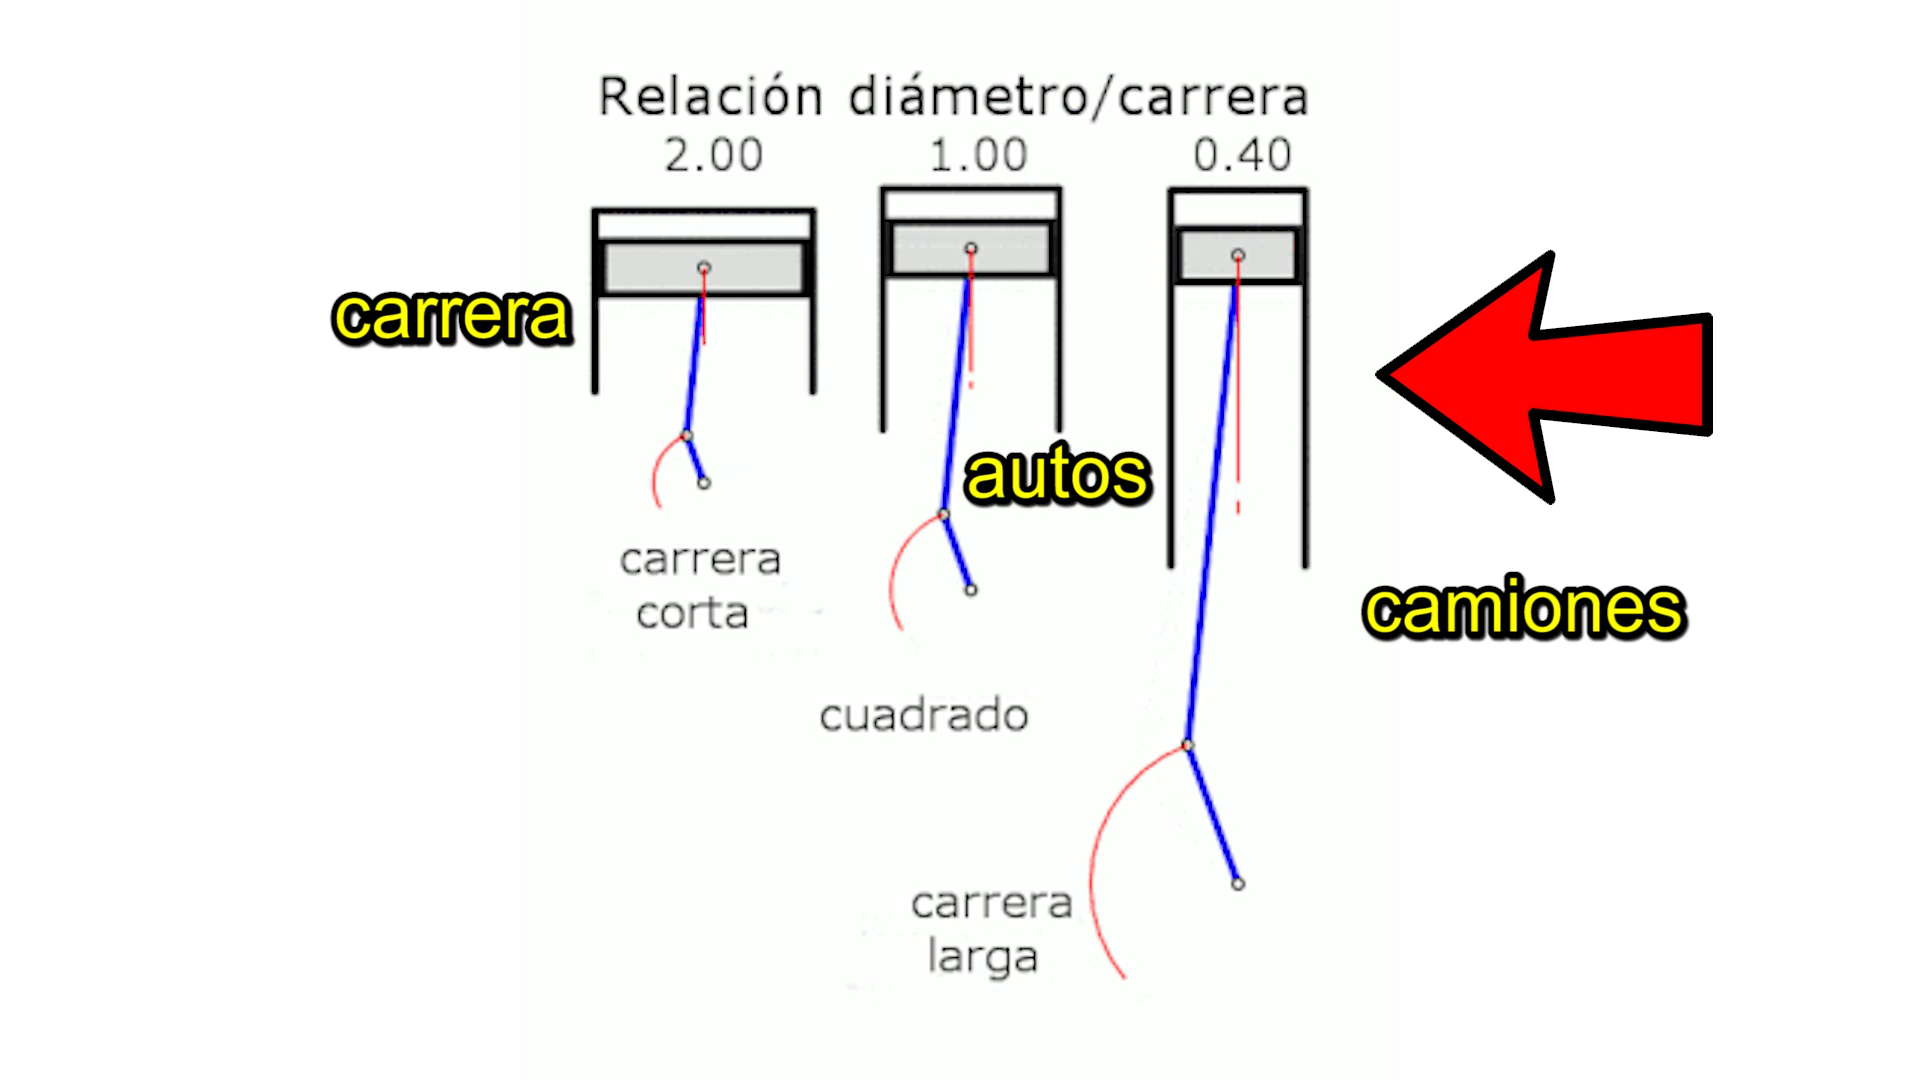 Relación diámetro/carrera
2.00 1.00 0.40
carrera
autos
carrera
corta
camiones
cuadrado
carrera
larga